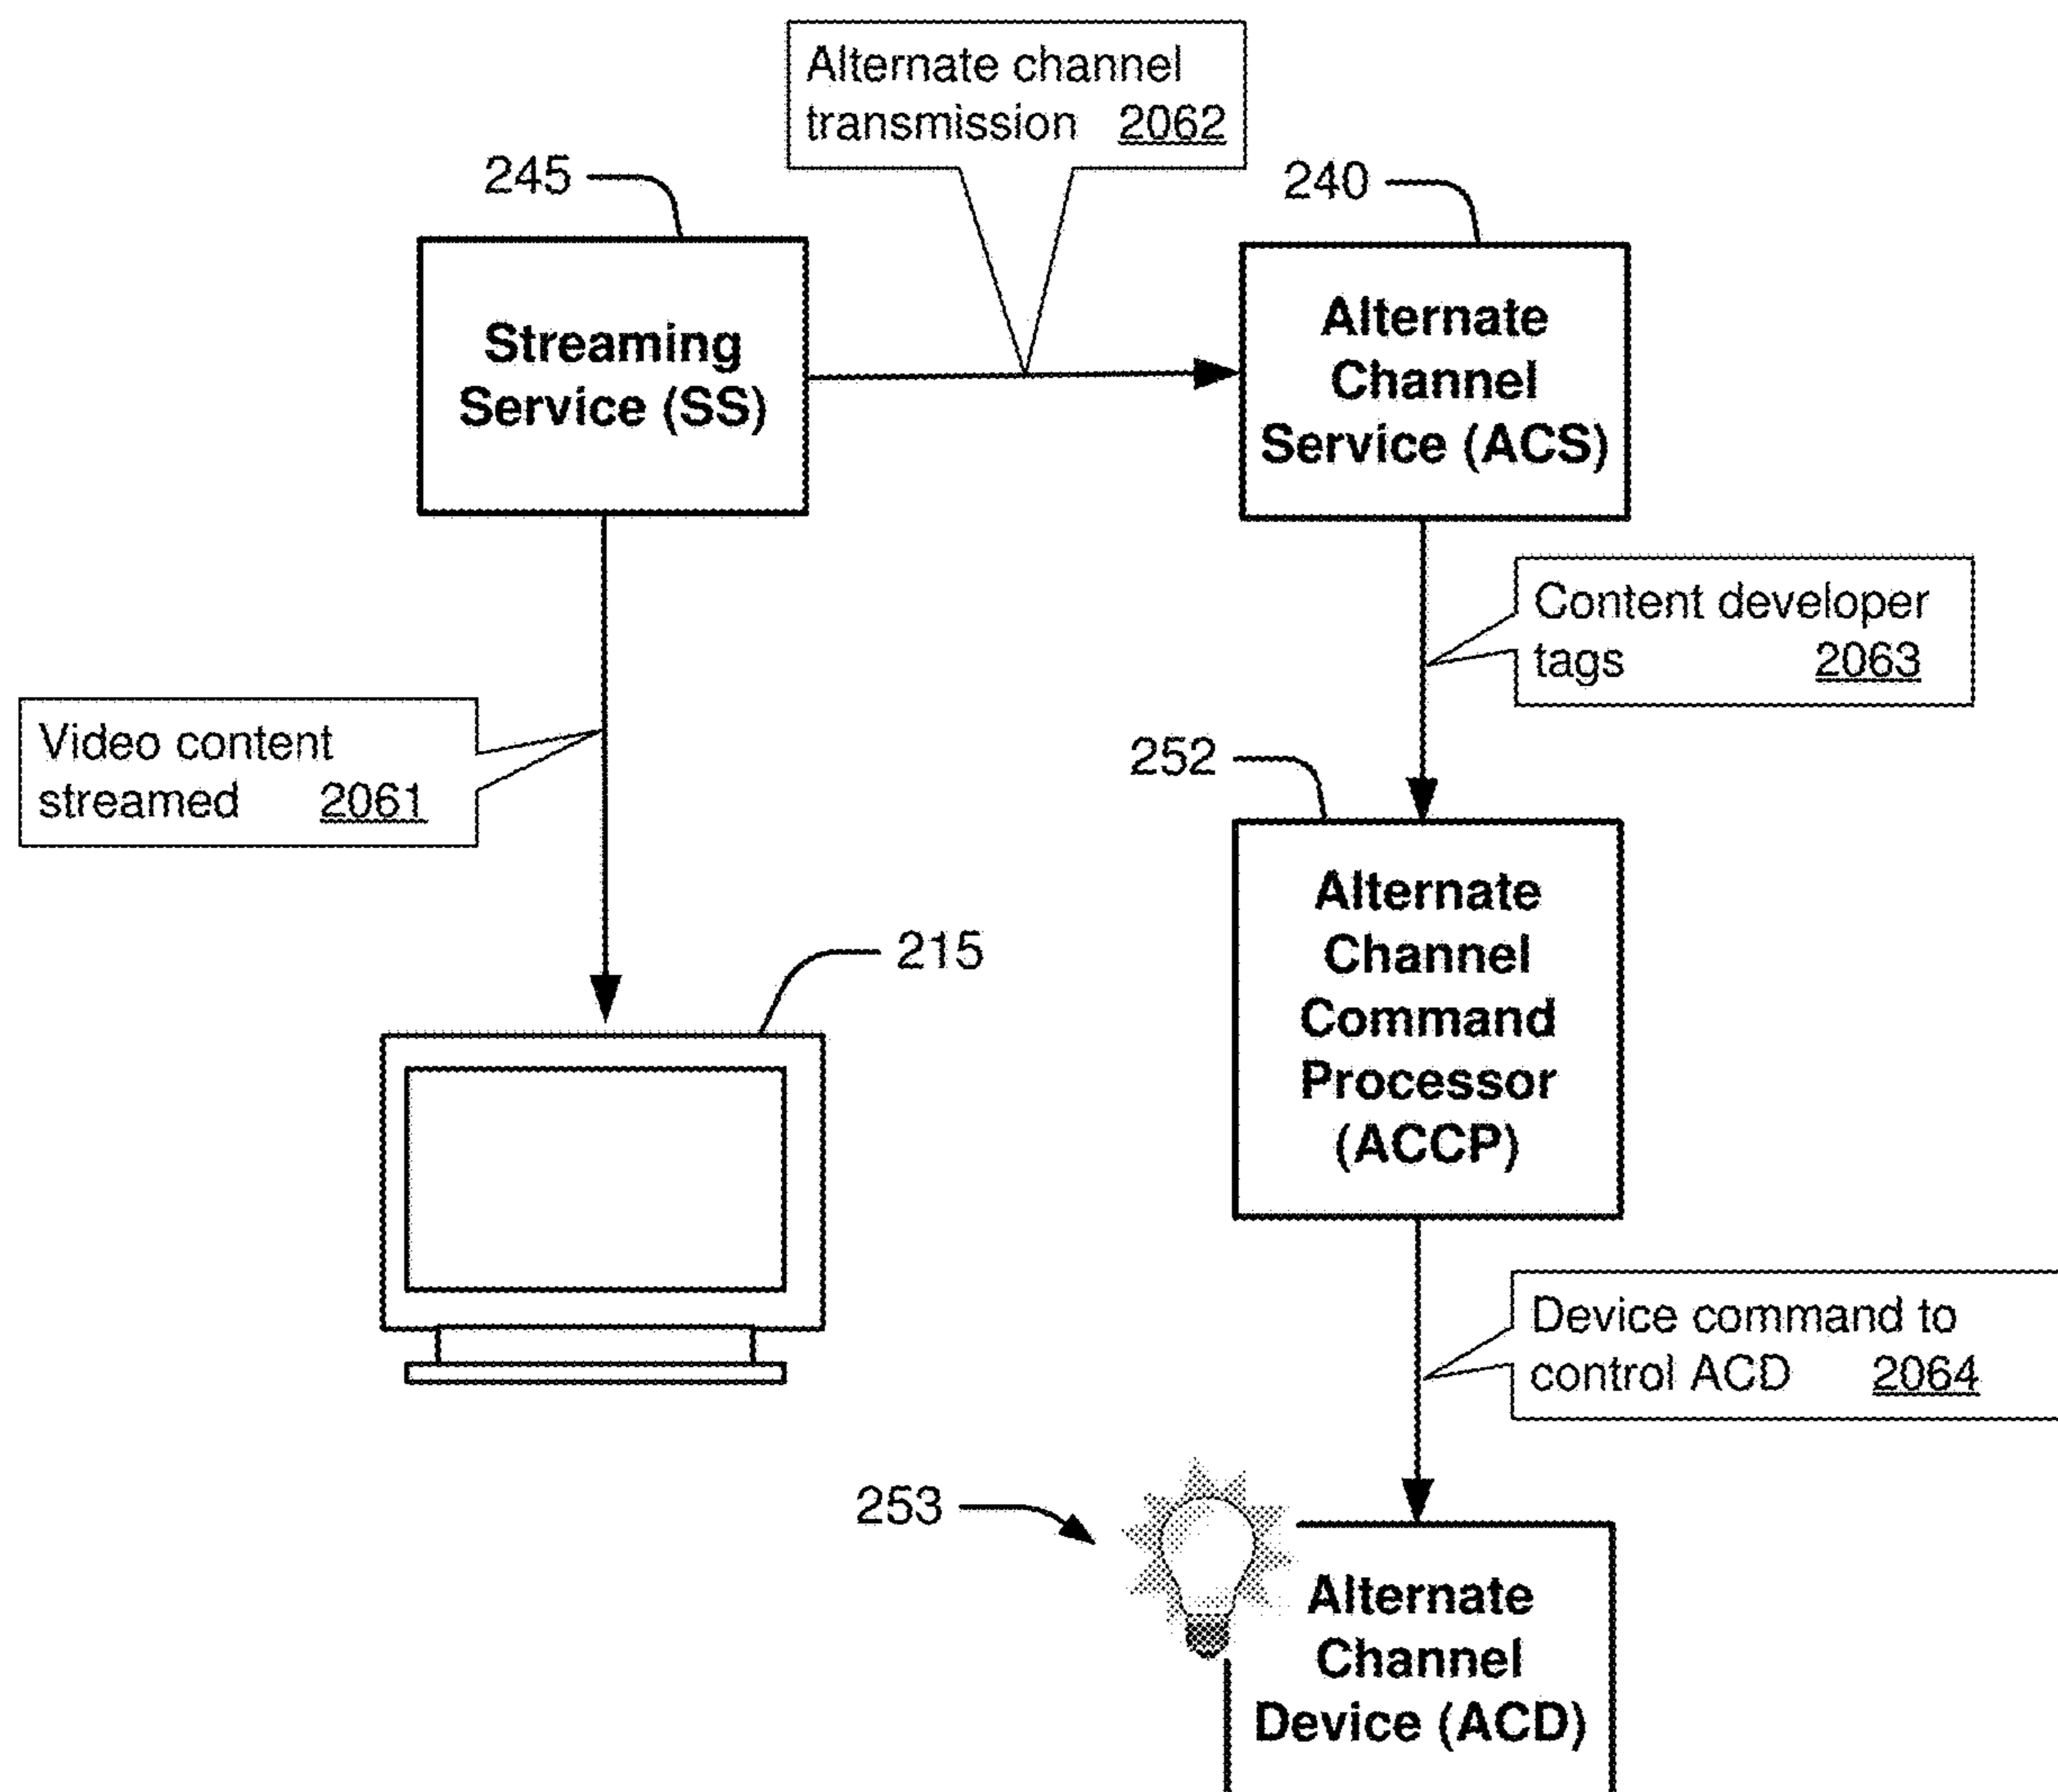 Alternate channel
transmission 2062
245
240
Streaming
Service (SS)
Alternate
Channel
Service (ACS)
Content developer
tags 2063
Video content
streamed 2061
252
215
Alternate
Channel
Command
Processor
(ACCP)
Device command to
control ACD 2064
253
Alternate
Channel
Device (ACD)